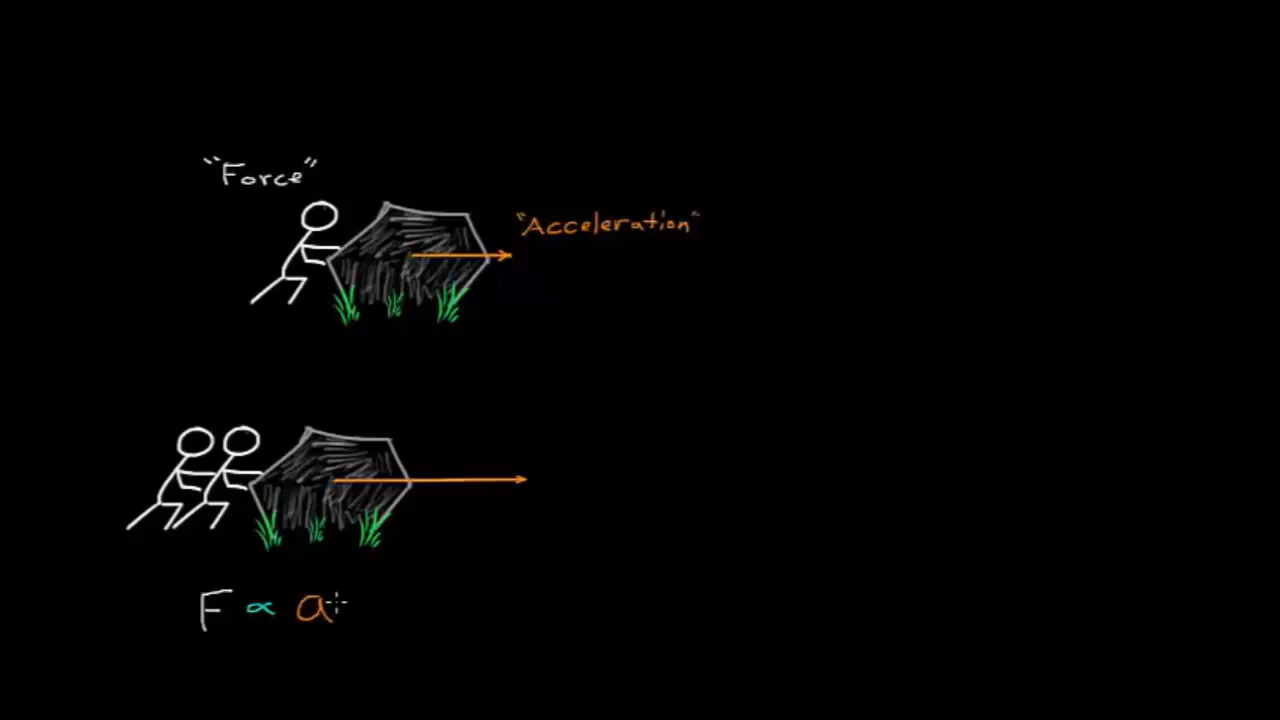 "Force"
"Acceleration"
F ∝ a